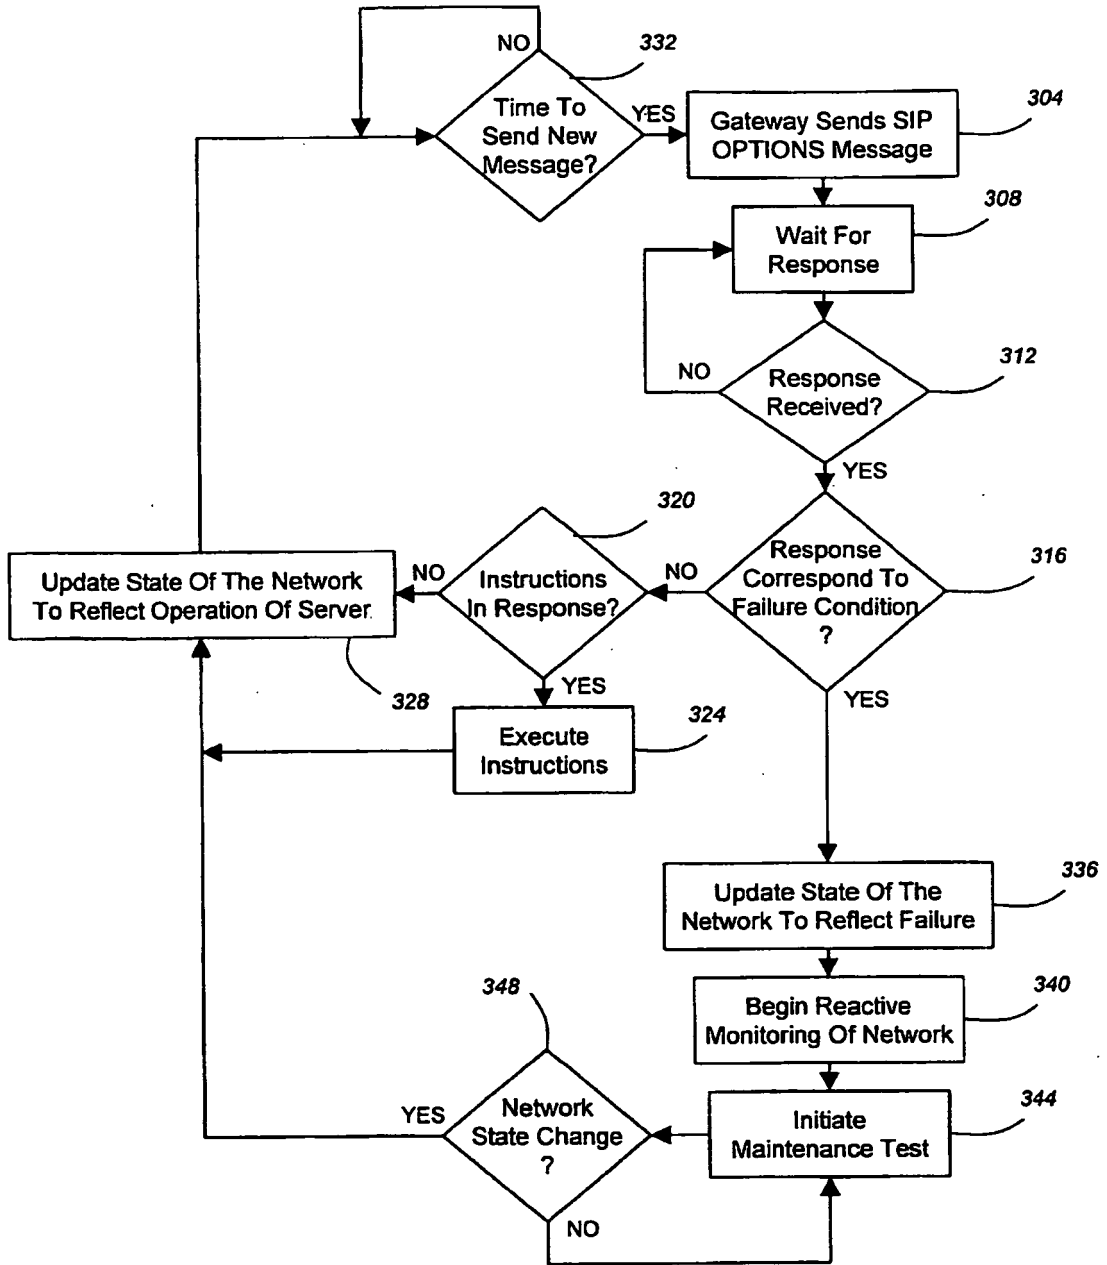 NO
332
Time To
Send New
Message?
YES
304
Gateway Sends SIP
OPTIONS Message
308
Wait For
Response
312
NO
Response
Received?
YES
320
316
Response
Correspond To
Failure Condition
?
NO
Instructions
In Response?
NO
Update State Of The Network
To Reflect Operation Of Server
328
YES
YES
324
Execute
Instructions
336
Update State Of The
Network To Reflect Failure
340
Begin Reactive
Monitoring Of Network
348
344
Initiate
Maintenance Test
Network
State Change
?
YES
NO